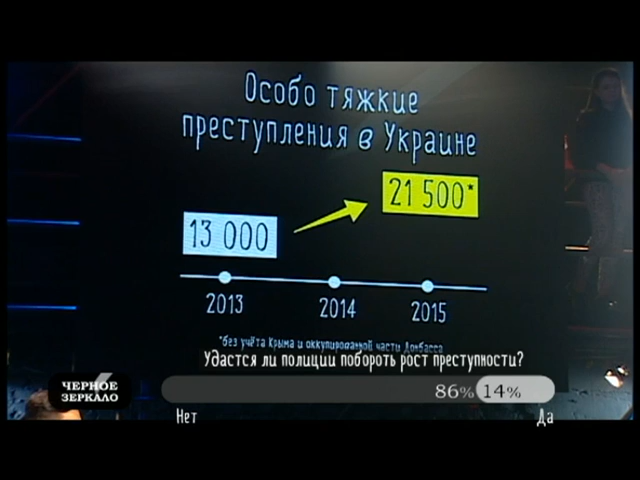 Особо тяжкие
преступления в Украине
21 500*
13 000
2013 2014 2015
*без учёта Крыма и оккупированной части Донбасса
Удастся ли полиции побороть рост преступности?
ЧЕРНОЕ
ЗЕРКАЛО
86% 14%
Нет Да